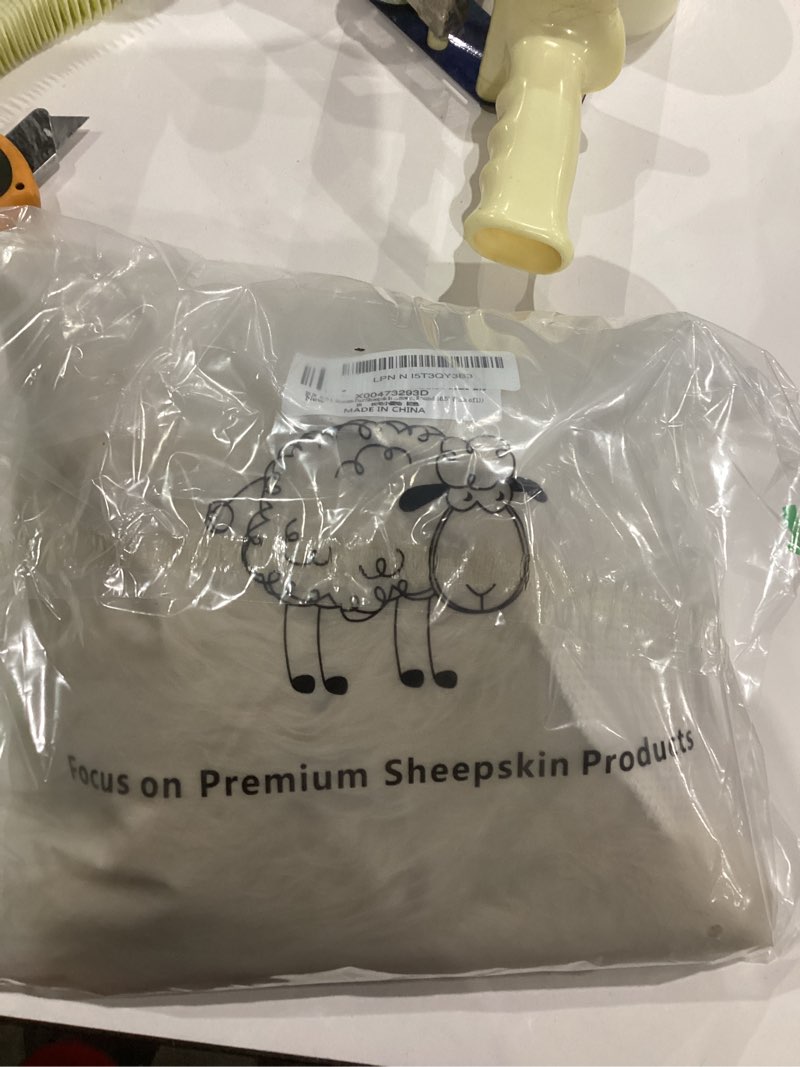 LPN N I5T3QY3B3
X00473293D
MADE IN CHINA
Focus on Premium Sheepskin Products